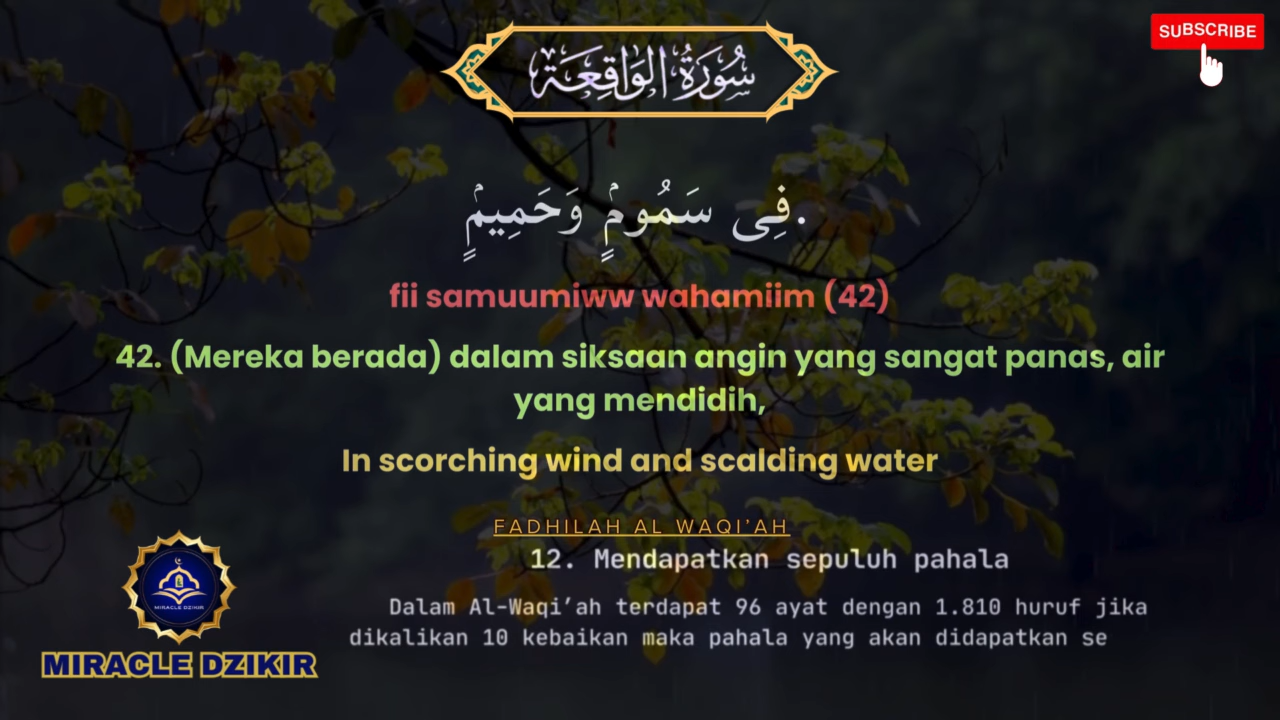 SUBSCRIBE
سُورَةُ الوَاقِعَة
فِى سَمُومٍۢ وَحَمِيمٍۢ.
fii samuumiww wahamiim (42)
42. (Mereka berada) dalam siksaan angin yang sangat panas, air
yang mendidih,
In scorching wind and scalding water
FADHILAH AL WAQI’AH
12. Mendapatkan sepuluh pahala
Dalam Al-Waqi’ah terdapat 96 ayat dengan 1.810 huruf jika
dikalikan 10 kebaikan maka pahala yang akan didapatkan se
MIRACLE DZIKIR
MIRACLE DZIKIR